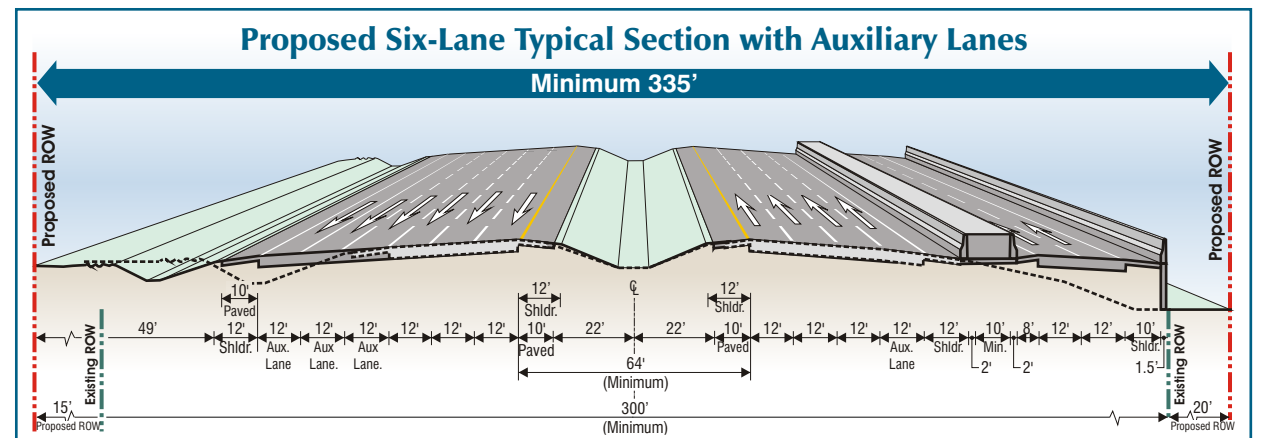 Proposed Six-Lane Typical Section with Auxiliary Lanes
Minimum 335’
Proposed ROW
Proposed ROW
10' 12’ ℄ 12’
Paved Shldr. Shldr.
49’ 12' 12' 12' 12' 12' 12' 12' 10' 22’ 22’ 10' 12' 12' 12' 12' 12' 10’ 8’ 12' 12’ 10’
Shldr. Aux. Aux Aux Paved Paved Aux. Shldr. Min. Shldr.
Lane Lane. Lane. Lane 2' 2' 1.5'
64'
(Minimum)
Existing ROW
Existing ROW
15’ 300’ 20’
Proposed ROW (Minimum) Proposed ROW